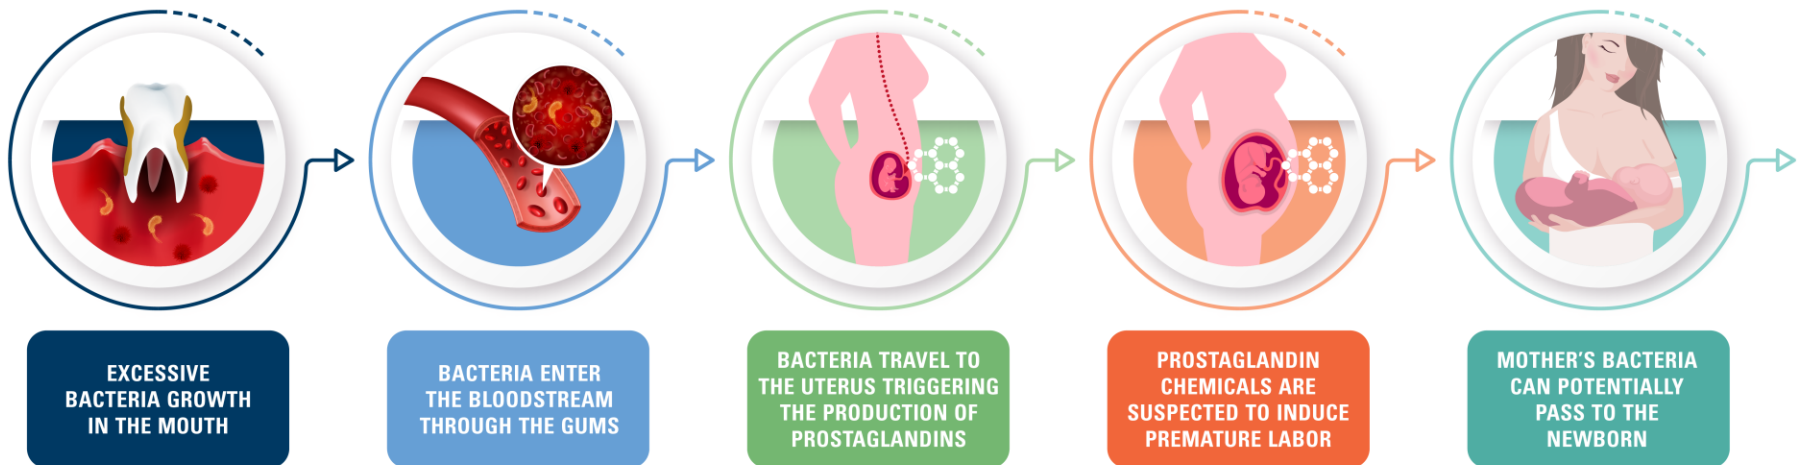 EXCESSIVE
BACTERIA GROWTH
IN THE MOUTH
BACTERIA ENTER
THE BLOODSTREAM
THROUGH THE GUMS
BACTERIA TRAVEL TO
THE UTERUS TRIGGERING
THE PRODUCTION OF
PROSTAGLANDINS
PROSTAGLANDIN
CHEMICALS ARE
SUSPECTED TO INDUCE
PREMATURE LABOR
MOTHER'S BACTERIA
CAN POTENTIALLY
PASS TO THE
NEWBORN